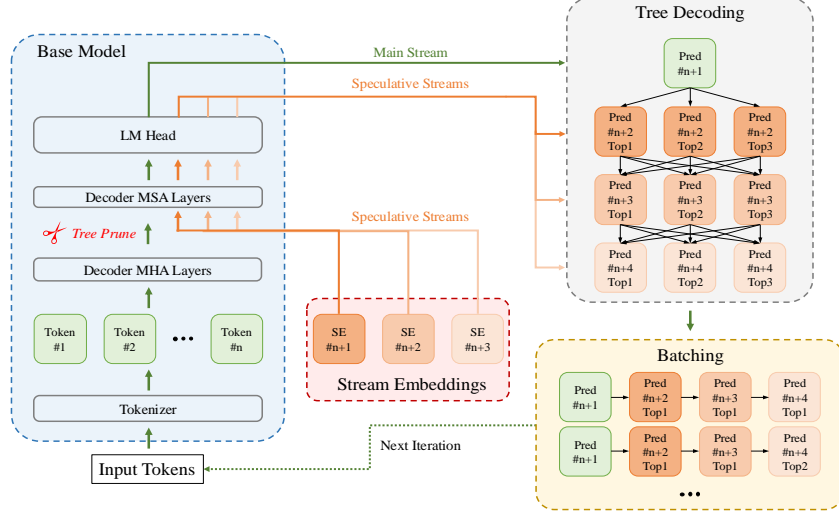 Base Model
LM Head
Decoder MSA Layers
Tree Prune
Decoder MHA Layers
Token
#1
Token
#2
•••
Token
#n
Tokenizer
Input Tokens
Main Stream
Speculative Streams
Speculative Streams
SE
#n+1
SE
#n+2
SE
#n+3
Stream Embeddings
Next Iteration
Tree Decoding
Pred
#n+1
Pred
#n+2
Top1
Pred
#n+2
Top2
Pred
#n+2
Top3
Pred
#n+3
Top1
Pred
#n+3
Top2
Pred
#n+3
Top3
Pred
#n+4
Top1
Pred
#n+4
Top2
Pred
#n+4
Top3
Batching
Pred
#n+1
Pred
#n+2
Top1
Pred
#n+3
Top1
Pred
#n+4
Top1
Pred
#n+1
Pred
#n+2
Top1
Pred
#n+3
Top1
Pred
#n+4
Top2
•••